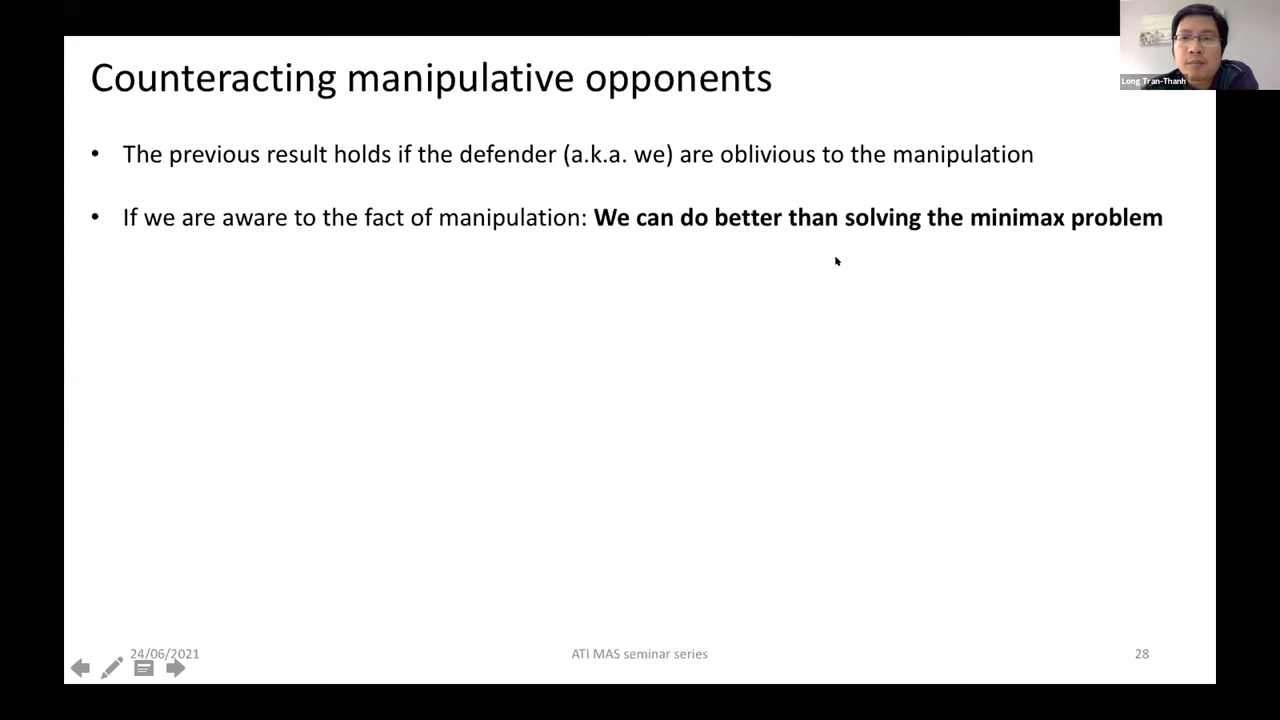 Long Tran-Thanh
Counteracting manipulative opponents
• The previous result holds if the defender (a.k.a. we) are oblivious to the manipulation
• If we are aware to the fact of manipulation: We can do better than solving the minimax problem
24/06/2021
ATI MAS seminar series
28